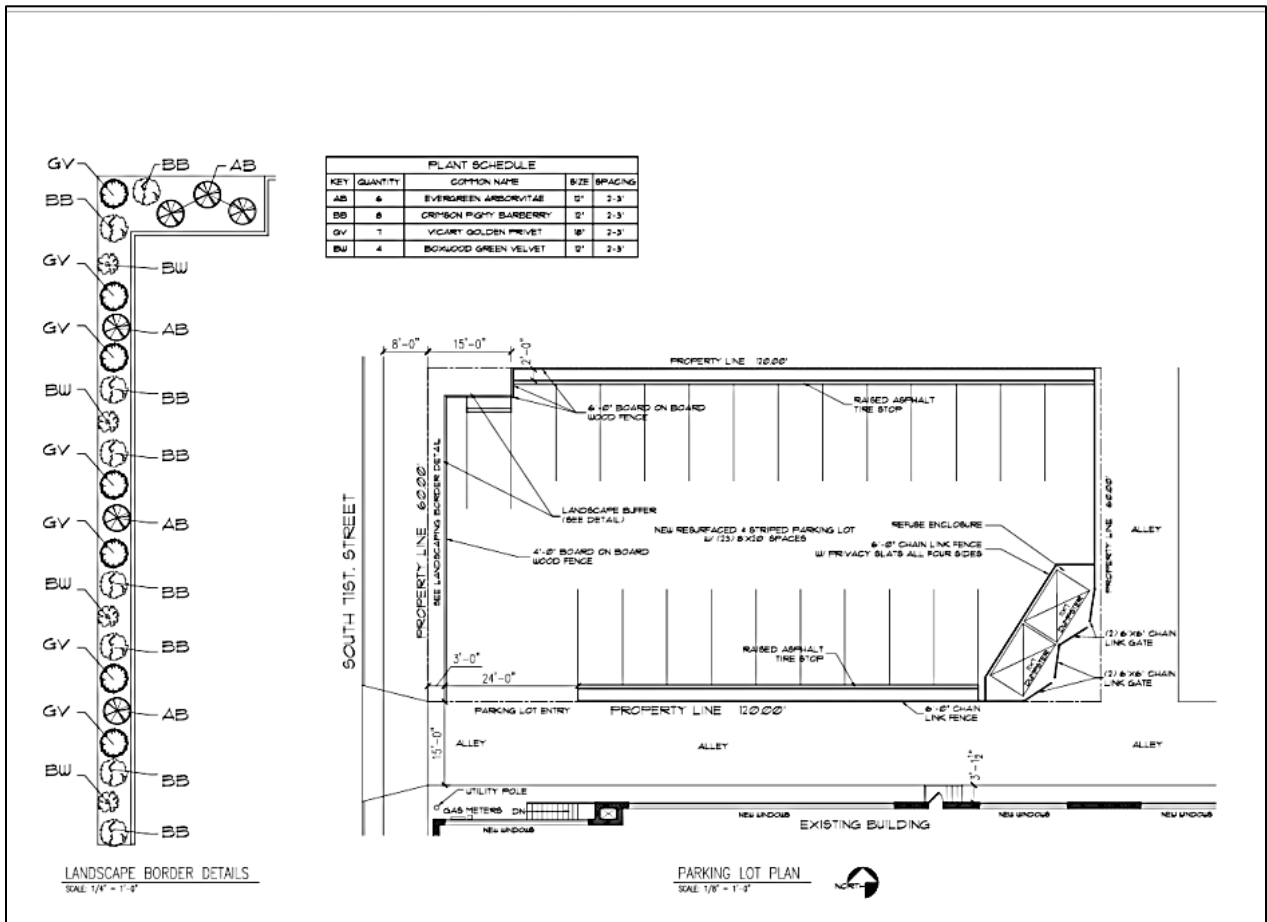 GV
BB
AB
BB
GV
BW
GV
AB
BW
BB
GV
BB
GV
AB
BW
BB
GV
BB
GV
AB
BW
BB
BB
LANDSCAPE BORDER DETAILS
SCALE: 1/4" = 1'-0"
PLANT SCHEDULE
KEY QUANTITY COMMON NAME SIZE SPACING
AB 6 EVERGREEN ARBORVITAE 12" 2-3'
BB 8 CRIMSON PIGMY BARBERRY 12" 2-3'
GV 7 VICARY GOLDEN PRIVET 18" 2-3'
BW 4 BOXWOOD GREEN VELVET 12" 2-3'
8'-0"
15'-0"
2'-0"
PROPERTY LINE 120.00'
6'-0" BOARD ON BOARD
WOOD FENCE
RAISED ASPHALT
TIRE STOP
SOUTH 71ST. STREET
PROPERTY LINE 60.00'
SEE LANDSCAPING BORDER DETAIL
LANDSCAPE BUFFER
(SEE DETAIL)
4'-0" BOARD ON BOARD
WOOD FENCE
NEW RESURFACED & STRIPED PARKING LOT
W/ (23) 8X20' SPACES
REFUSE ENCLOSURE
6'-0" CHAIN LINK FENCE
W/ PRIVACY SLATS ALL FOUR SIDES
PROPERTY LINE 60.00'
ALLEY
DUMPSTER
DUMPSTER
(2) 6'X6' CHAIN
LINK GATE
(2) 6'X6' CHAIN
LINK GATE
3'-0"
24'-0"
RAISED ASPHALT
TIRE STOP
PARKING LOT ENTRY
PROPERTY LINE 120.00'
6'-0" CHAIN
LINK FENCE
15'-0"
ALLEY
ALLEY
ALLEY
3'-1½"
UTILITY POLE
GAS METERS
DN
NEW WINDOWS
NEW WINDOWS
EXISTING BUILDING
NEW WINDOWS
NEW WINDOWS
PARKING LOT PLAN
SCALE: 1/8" = 1'-0"
NORTH